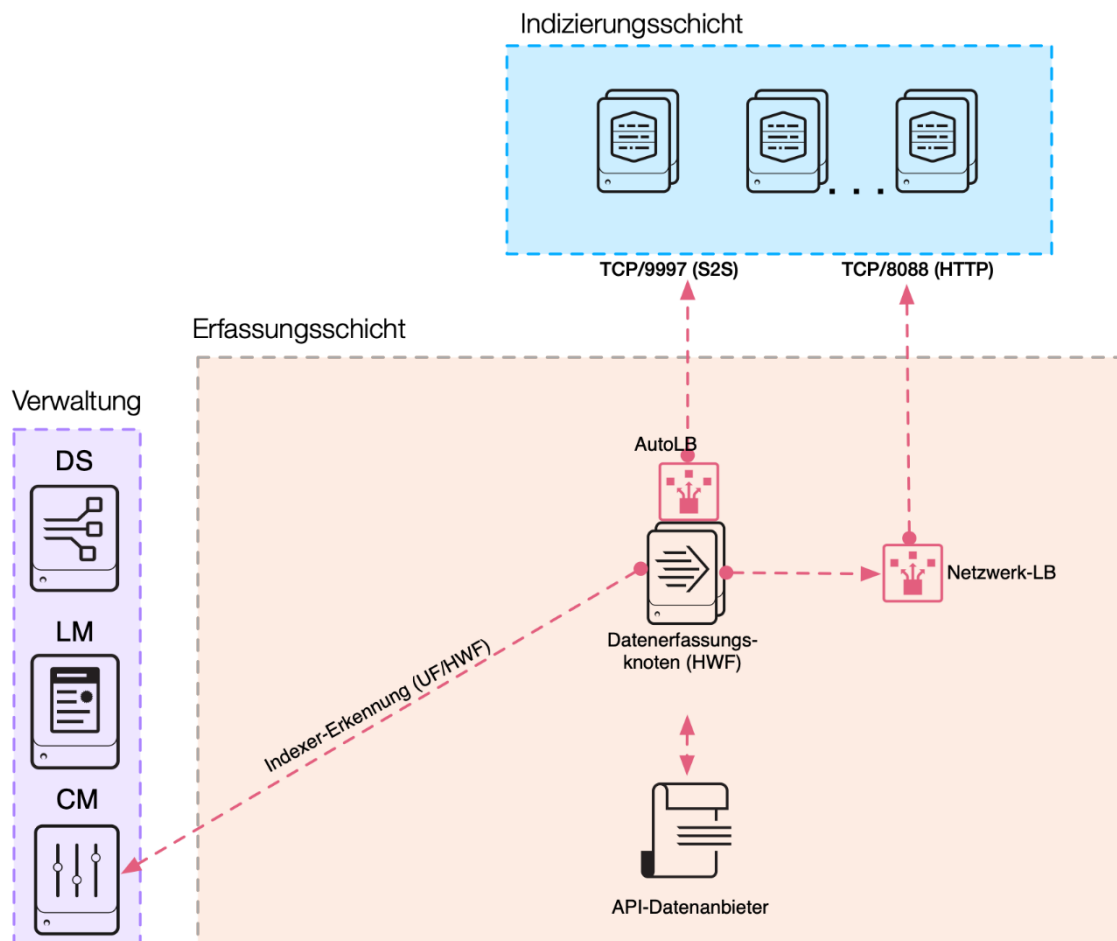 Indizierungsschicht
TCP/9997 (S2S)
TCP/8088 (HTTP)
Erfassungsschicht
Verwaltung
DS
LM
CM
AutoLB
Netzwerk-LB
Datenerfassungs-
knoten (HWF)
Indexer-Erkennung (UF/HWF)
API-Datenanbieter